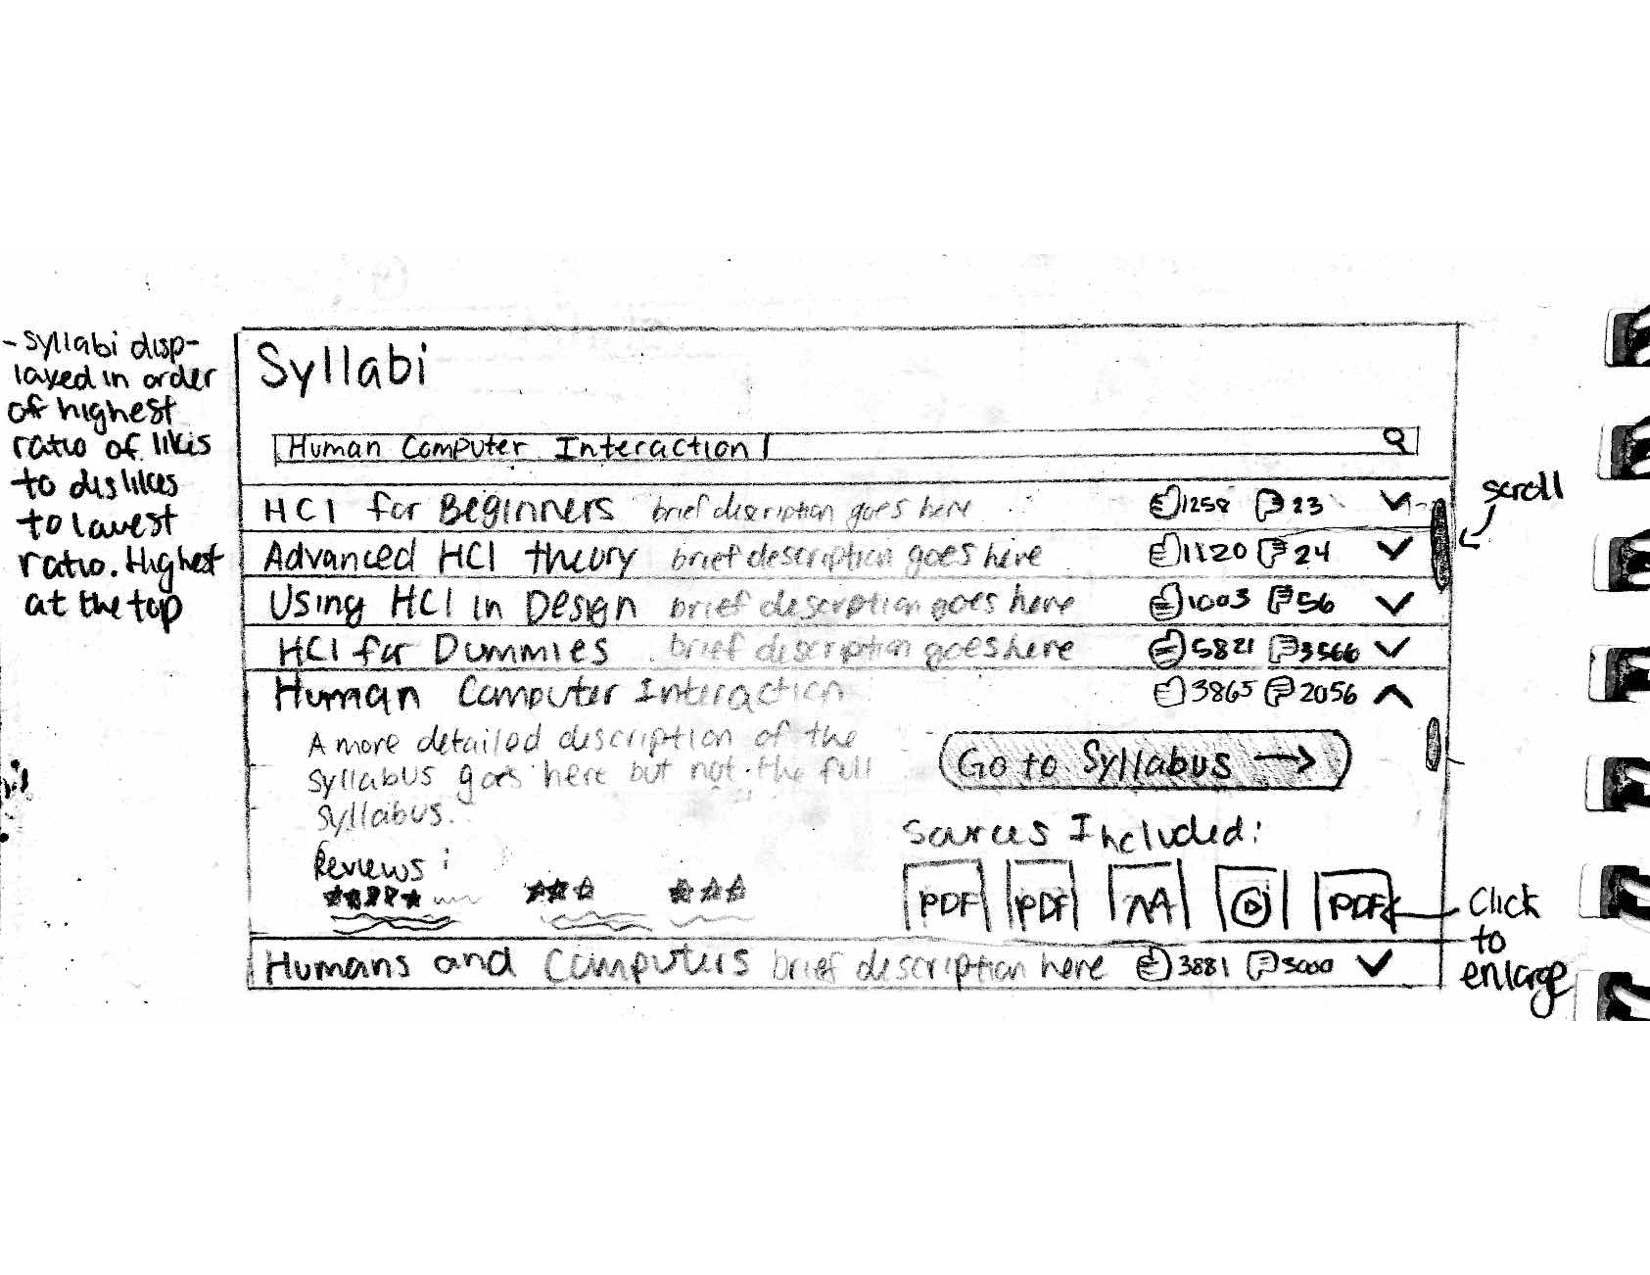 - Syllabi disp-
layed in order
of highest
ratio of likes
to dislikes
to lowest
ratio. Highest
at the top
Syllabi
Human Computer Interaction
HCI for Beginners brief description goes here 1258 23
Advanced HCI theory brief description goes here 1120 24
Using HCI in Design brief description goes here 1003 56
HCI for Dummies brief description goes here 5821 3566
Human Computer Interaction 3865 2056
A more detailed description of the
syllabus goes here but not the full
syllabus.
Reviews:
Go to Syllabus →
Sources Included:
PDF PDF AA PDF
Humans and Computers brief description here 3881 3000
scroll
Click
to
enlarge